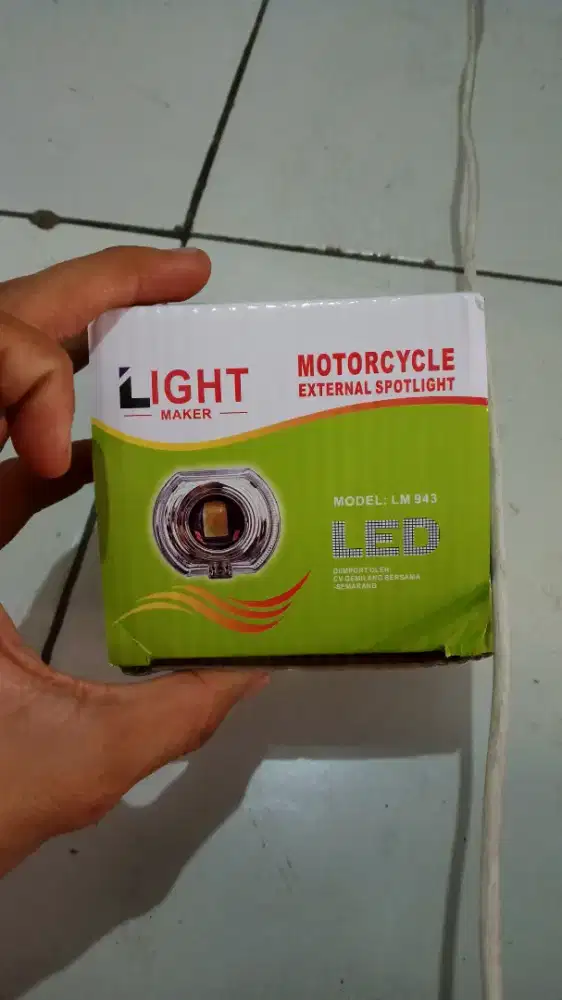 LIGHT
MAKER
MOTORCYCLE
EXTERNAL SPOTLIGHT
MODEL: LM 943
LED
DIIMPORT OLEH
CV GEMILANG BERSAMA
-SEMARANG